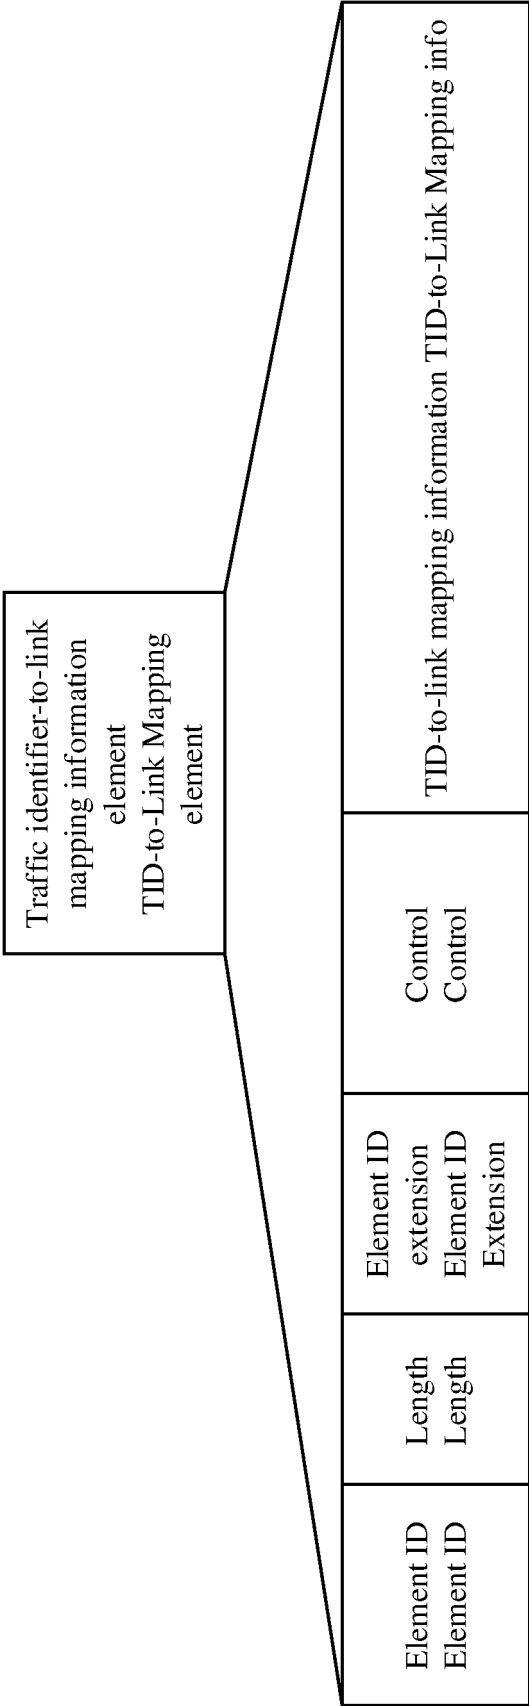 Traffic identifier-to-link
mapping information
element
TID-to-Link Mapping
element
Element ID
Element ID
Length
Length
Element ID
extension
Element ID
Extension
Control
Control
TID-to-link mapping information TID-to-Link Mapping info